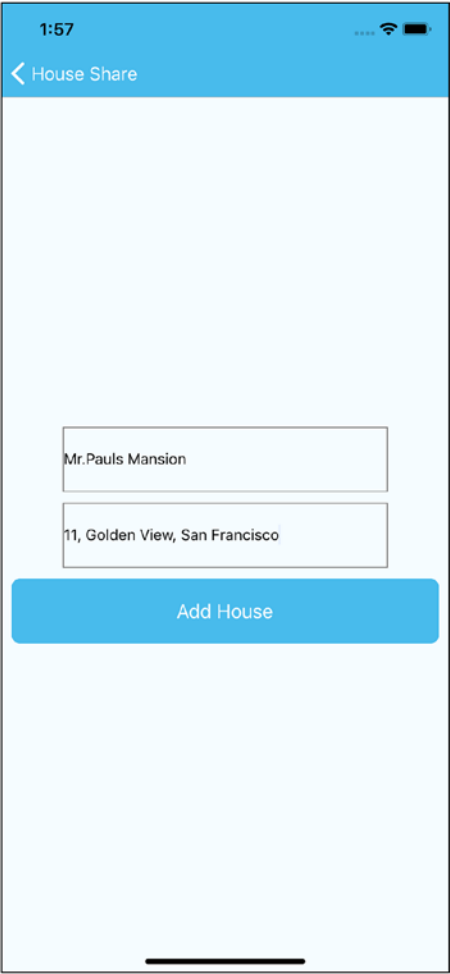 1:57
House Share
Mr.Pauls Mansion
11, Golden View, San Francisco
Add House